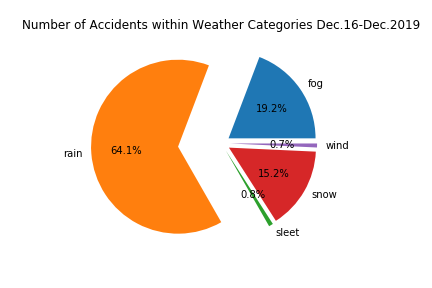 Number of Accidents within Weather Categories Dec.16-Dec.2019
fog
19.2%
rain
64.1%
0.7%
wind
15.2%
snow
0.8%
sleet